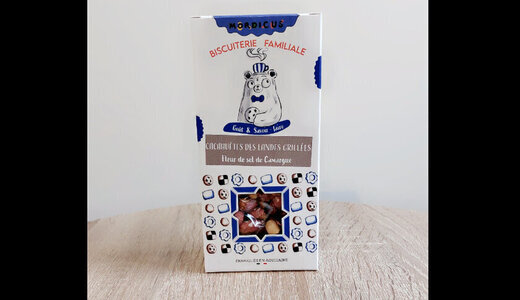 MORDICUS
BISCUITERIE FAMILIALE
Goût & Savoir-faire
CACAHUÈTES DES LANDES GRILLÉES
Fleur de sel de Camargue